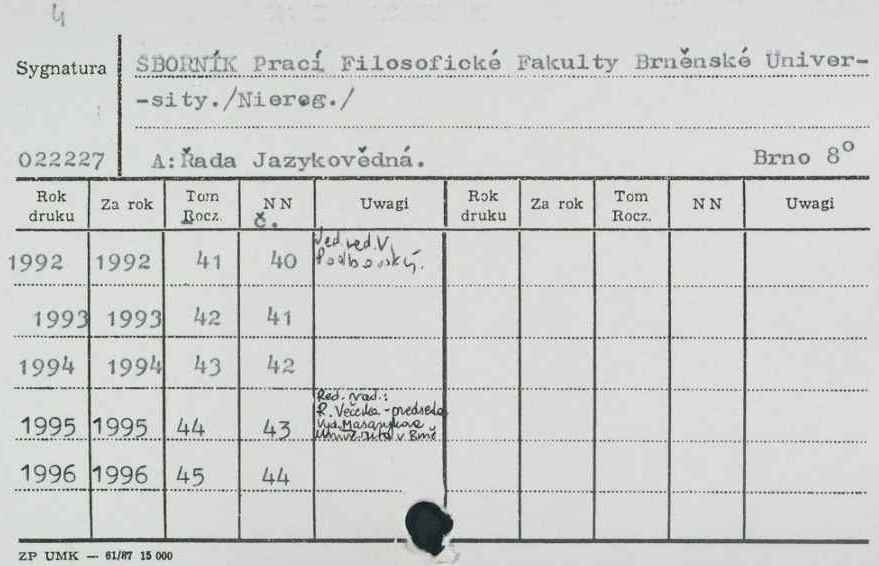 4
Sygnatura SBORNÍK Prací Filosofické Fakulty Brněnské Univer-
-sity./Niereg./
022227 A:Řada Jazykovědná. Brno 8º
Rok druku Za rok Tom Rocz. NN č. Uwagi Rok druku Za rok Tom Rocz. NN Uwagi
1992 1992 41 40 Ved. red. V. Podborský.
1993 1993 42 41
1994 1994 43 42
1995 1995 44 43 Red. rad.: R. Večerka - předseda Vyd. Masarykova Univerzita v Brně
1996 1996 45 44
ZP UMK — 61/87 15 000